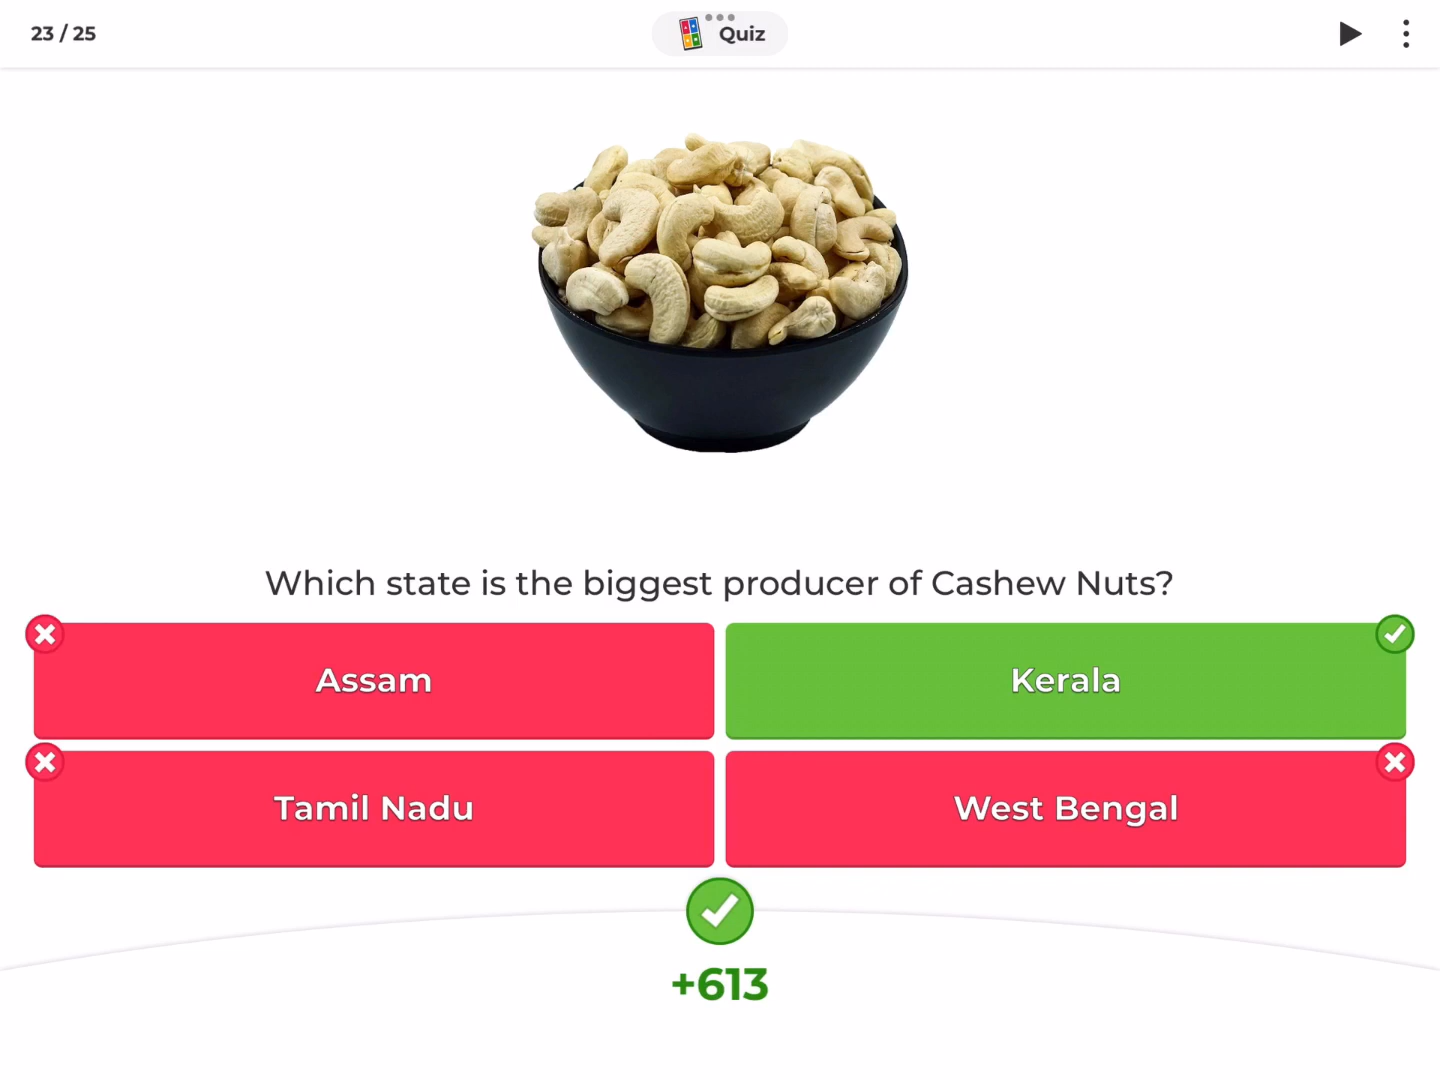 23 / 25
Quiz
Which state is the biggest producer of Cashew Nuts?
Assam
Kerala
Tamil Nadu
West Bengal
+613